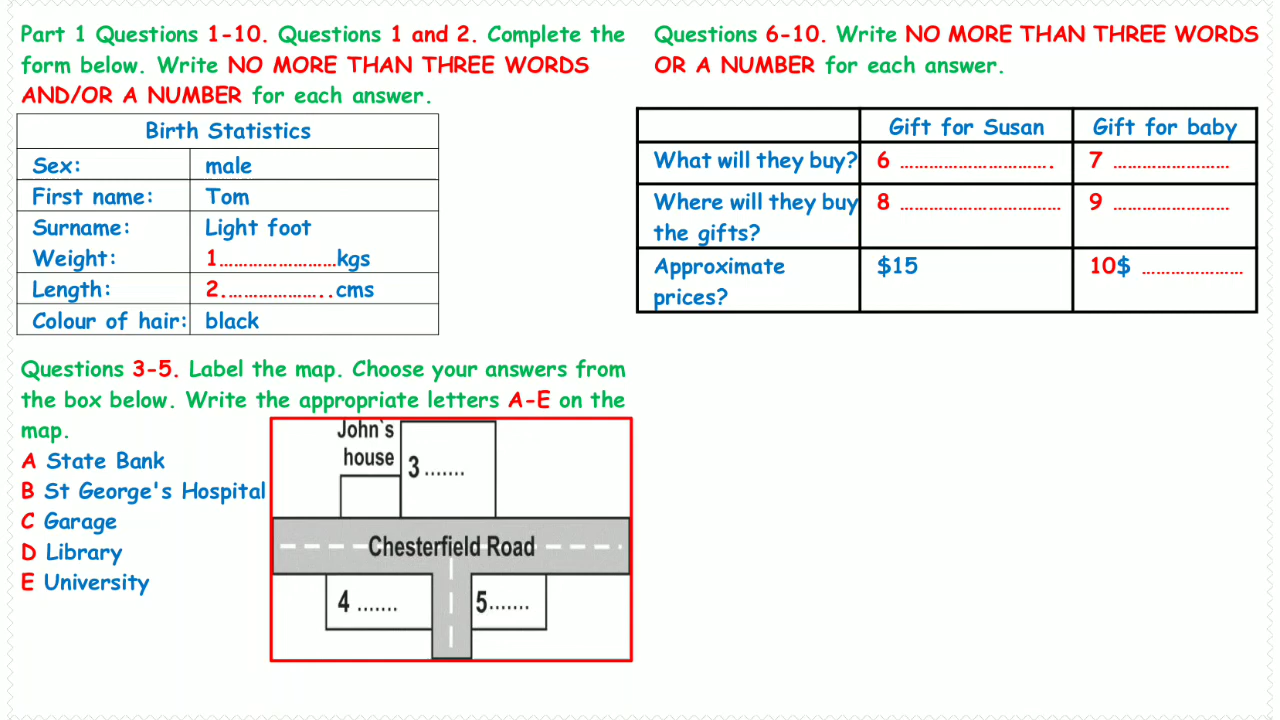 Part 1 Questions 1-10. Questions 1 and 2. Complete the
form below. Write NO MORE THAN THREE WORDS
AND/OR A NUMBER for each answer.
Birth Statistics
Sex: male
First name: Tom
Surname: Light foot
Weight: 1........................kgs
Length: 2.....................cms
Colour of hair: black
Questions 3-5. Label the map. Choose your answers from
the box below. Write the appropriate letters A-E on the
map.
A State Bank
B St George's Hospital
C Garage
D Library
E University
John`s
house
3 .......
Chesterfield Road
4 .......
5.......
Questions 6-10. Write NO MORE THAN THREE WORDS
OR A NUMBER for each answer.
Gift for Susan Gift for baby
What will they buy? 6 ............................. 7 ......................
Where will they buy 8 .............................. 9 ......................
the gifts?
Approximate $15 10$ ...................
prices?